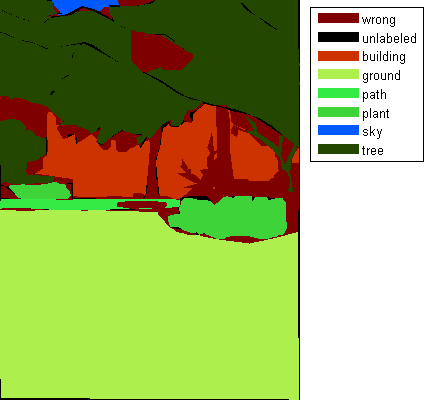 wrong
unlabeled
building
ground
path
plant
sky
tree